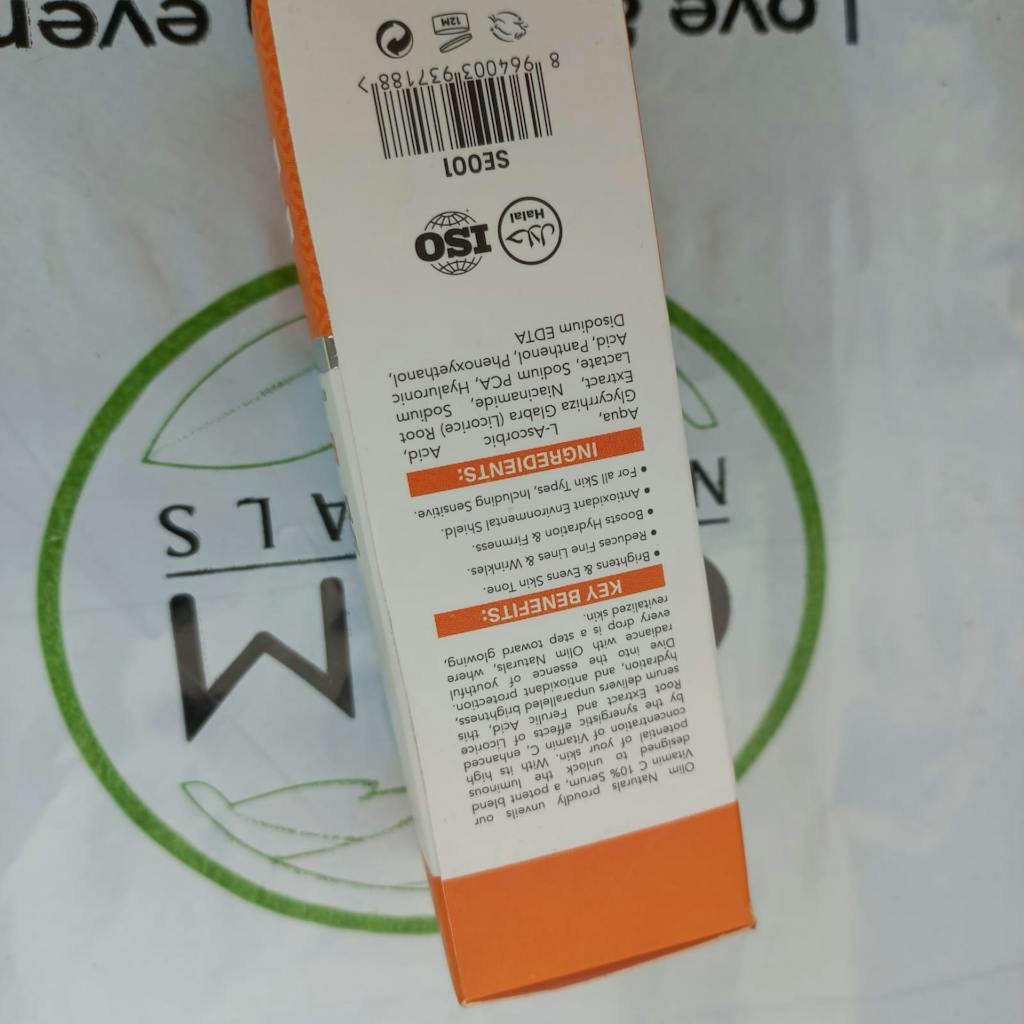 Olim Naturals proudly unveils our
Vitamin C 10% Serum, a potent blend
designed to unlock the luminous
potential of your skin. With its high
concentration of Vitamin C, enhanced
by the synergistic effects of Licorice
Root Extract and Ferulic Acid, this
serum delivers unparalleled brightness,
hydration, and antioxidant protection.
Dive into the essence of youthful
radiance with Olim Naturals, where
every drop is a step toward glowing,
revitalized skin.
KEY BENEFITS:
• Brightens & Evens Skin Tone.
• Reduces Fine Lines & Wrinkles.
• Boosts Hydration & Firmness.
• Antioxidant Environmental Shield.
• For all Skin Types, Including Sensitive.
INGREDIENTS:
Aqua, L-Ascorbic Acid,
Glycyrrhiza Glabra (Licorice) Root
Extract, Niacinamide, Sodium
Lactate, Sodium PCA, Hyaluronic
Acid, Panthenol, Phenoxyethanol,
Disodium EDTA
حلال
Halal
ISO
SE001
8 964003 937188 >
12M
M
N
ALS
Love
even